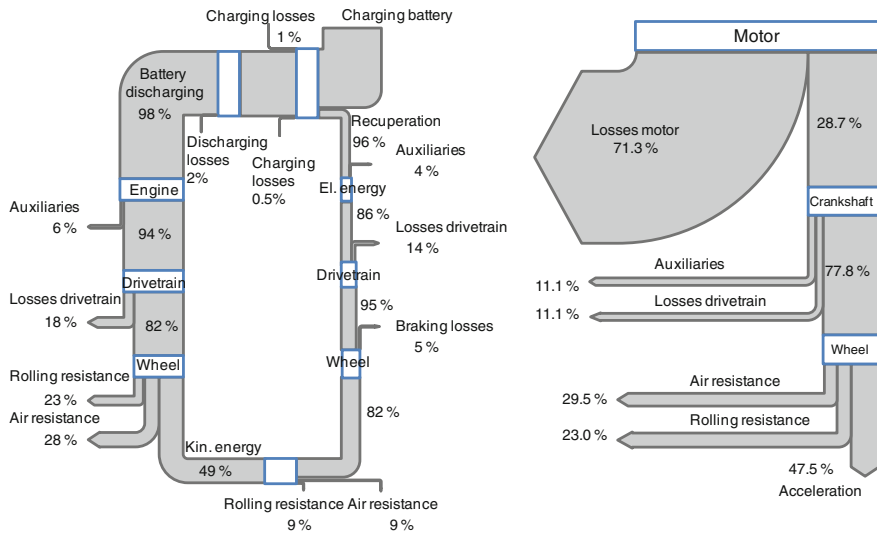 Charging losses
1 %
Charging battery
Battery
discharging
98 %
Discharging
losses
2%
Charging
losses
0.5%
Recuperation
96 %
Auxiliaries
4 %
Engine
El. energy
Auxiliaries
6 %
94 %
86 %
Losses drivetrain
14 %
Drivetrain
Drivetrain
Losses drivetrain
18 %
82 %
95 %
Braking losses
5 %
Wheel
Wheel
Rolling resistance
23 %
Air resistance
28 %
82 %
Kin. energy
49 %
Rolling resistance Air resistance
9 % 9 %
Motor
Losses motor
71.3 %
28.7 %
Crankshaft
Auxiliaries
11.1 %
77.8 %
Losses drivetrain
11.1 %
Wheel
Air resistance
29.5 %
Rolling resistance
23.0 %
47.5 %
Acceleration